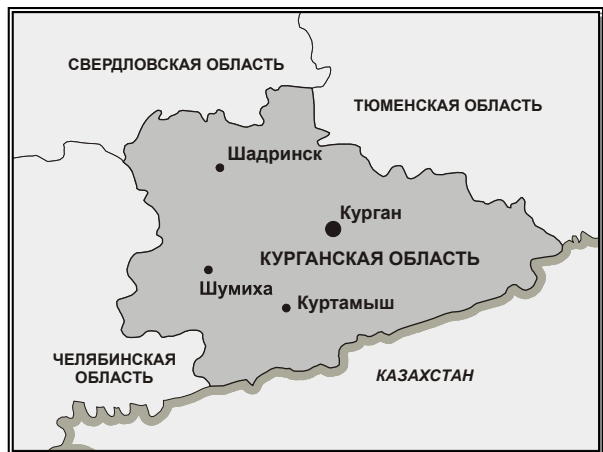 СВЕРДЛОВСКАЯ ОБЛАСТЬ
ТЮМЕНСКАЯ ОБЛАСТЬ
Шадринск
Курган
КУРГАНСКАЯ ОБЛАСТЬ
Шумиха
Куртамыш
ЧЕЛЯБИНСКАЯ
ОБЛАСТЬ
КАЗАХСТАН